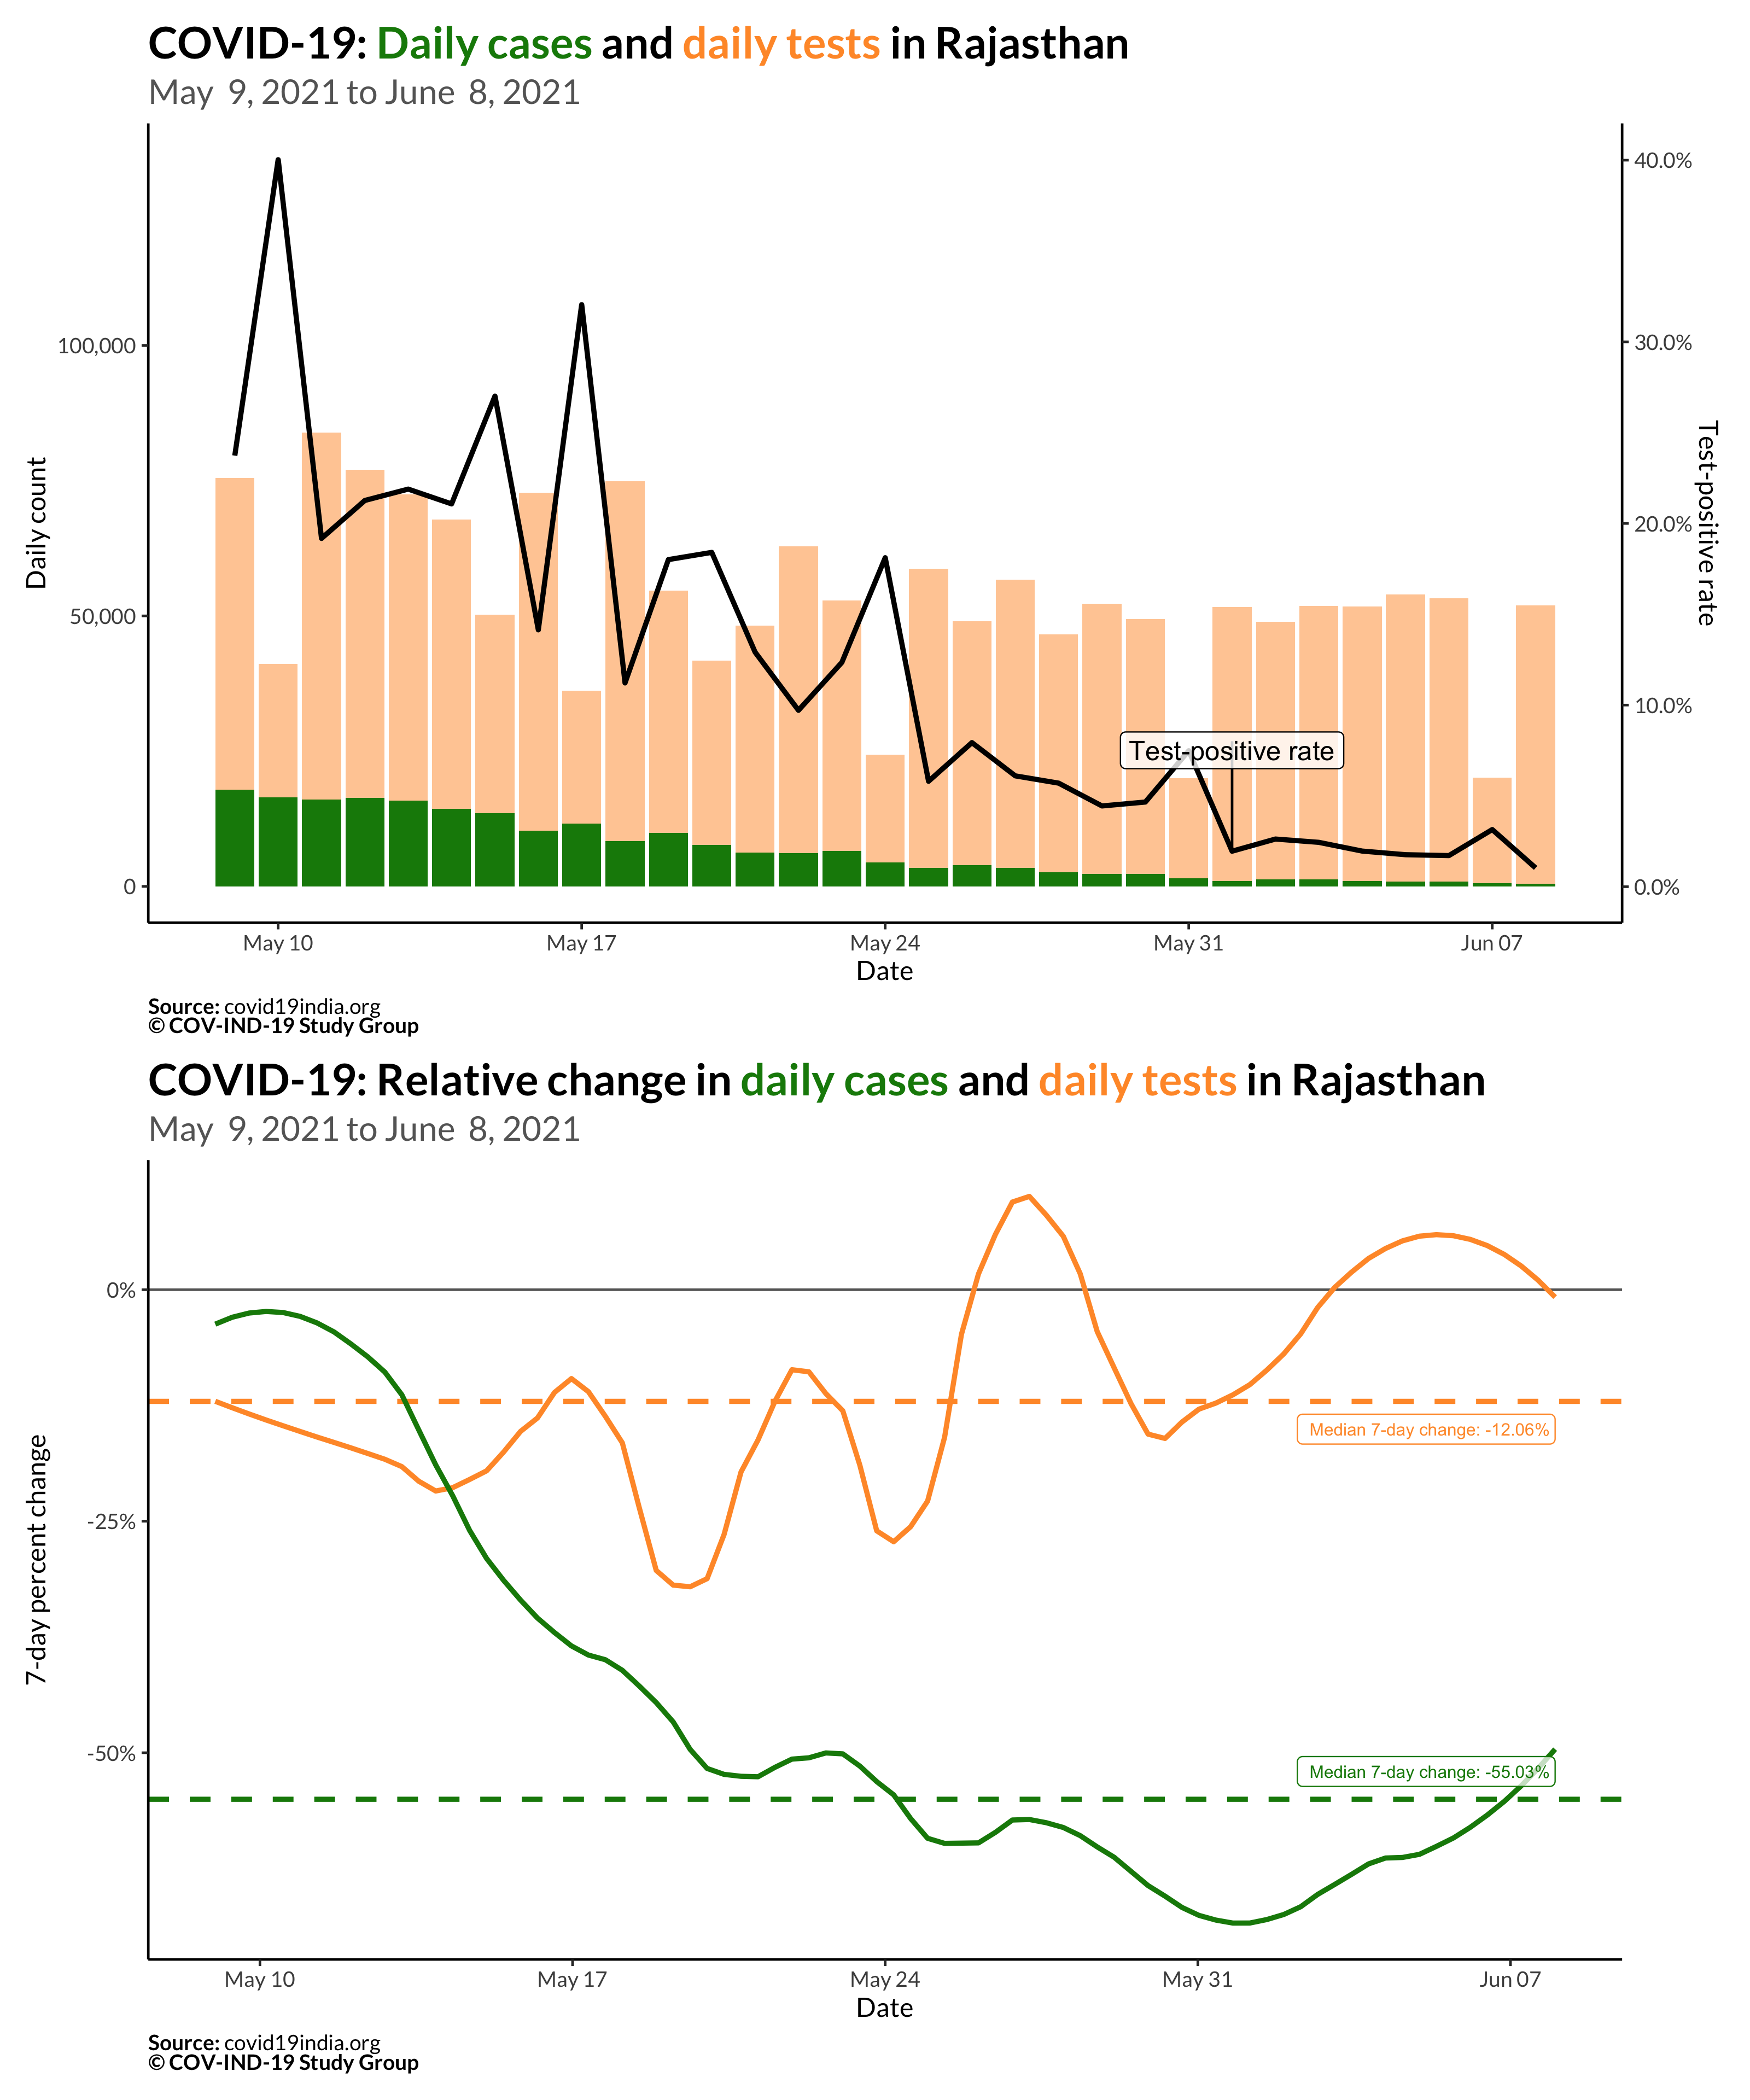 COVID-19: Daily cases and daily tests in Rajasthan
May  9, 2021 to June  8, 2021
40.0%
30.0%
100,000
20.0%
50,000
10.0%
0
0.0%
Daily count
Test-positive rate
Test-positive rate
May 10
May 17
May 24
May 31
Jun 07
Date
Source: covid19india.org
© COV-IND-19 Study Group
COVID-19: Relative change in daily cases and daily tests in Rajasthan
May  9, 2021 to June  8, 2021
0%
-25%
-50%
7-day percent change
Median 7-day change: -12.06%
Median 7-day change: -55.03%
May 10
May 17
May 24
May 31
Jun 07
Date
Source: covid19india.org
© COV-IND-19 Study Group